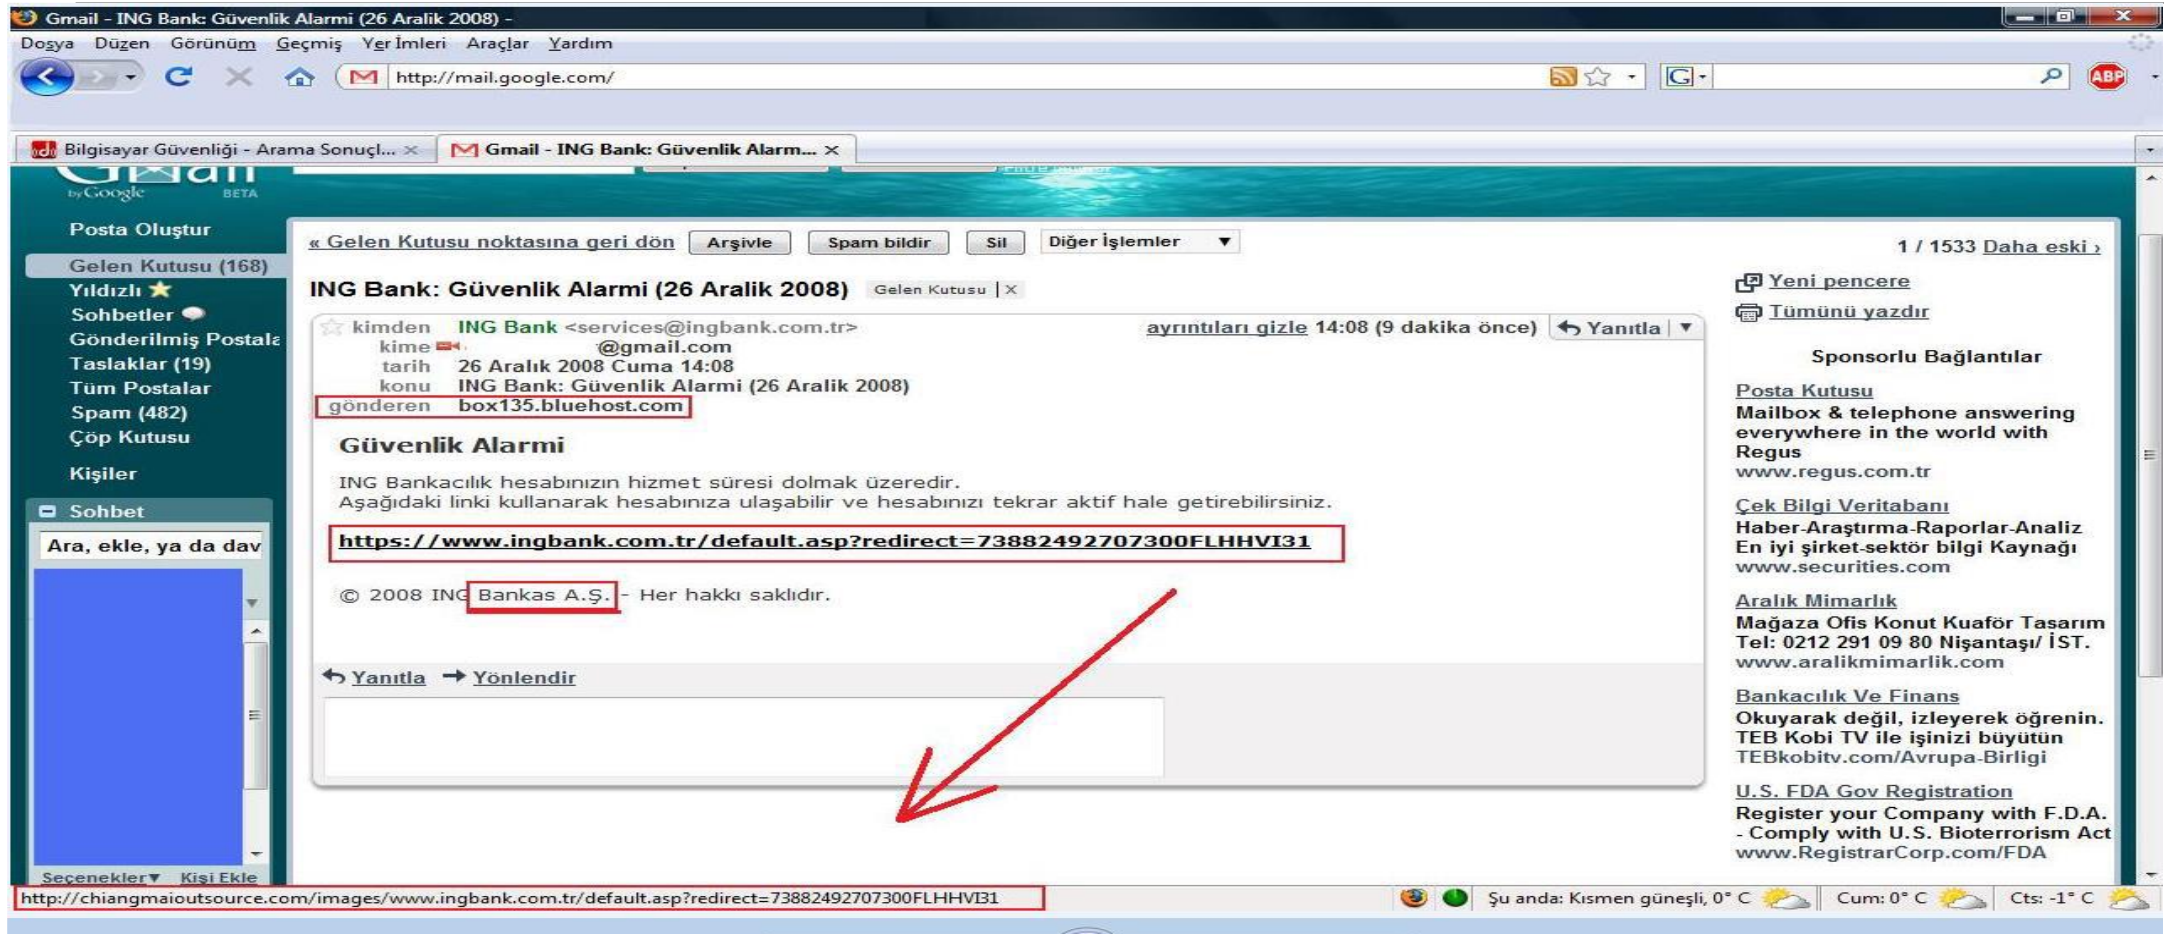 Gmail - ING Bank: Güvenlik Alarmi (26 Aralik 2008) -
Dosya Düzen Görünüm Geçmiş Yer İmleri Araçlar Yardım
http://mail.google.com/
G
ABP
Bilgisayar Güvenliği - Arama Sonuçl...
Gmail - ING Bank: Güvenlik Alarm...
Gmail
by Google BETA
Posta Oluştur
Gelen Kutusu (168)
Yıldızlı
Sohbetler
Gönderilmiş Postala
Taslaklar (19)
Tüm Postalar
Spam (482)
Çöp Kutusu
Kişiler
Sohbet
Ara, ekle, ya da dav
Seçenekler Kişi Ekle
« Gelen Kutusu noktasına geri dön Arşivle Spam bildir Sil Diğer İşlemler
1 / 1533 Daha eski ›
ING Bank: Güvenlik Alarmi (26 Aralik 2008) Gelen Kutusu | X
kimden ING Bank <services@ingbank.com.tr> ayrıntıları gizle 14:08 (9 dakika önce) Yanıtla
kime @gmail.com
tarih 26 Aralık 2008 Cuma 14:08
konu ING Bank: Güvenlik Alarmi (26 Aralik 2008)
gönderen box135.bluehost.com
Güvenlik Alarmi
ING Bankacılık hesabınızın hizmet süresi dolmak üzeredir.
Aşağıdaki linki kullanarak hesabınıza ulaşabilir ve hesabınızı tekrar aktif hale getirebilirsiniz.
https://www.ingbank.com.tr/default.asp?redirect=73882492707300FLHHVI31
© 2008 ING Bankas A.Ş. - Her hakkı saklıdır.
Yanıtla Yönlendir
Yeni pencere
Tümünü yazdır
Sponsorlu Bağlantılar
Posta Kutusu
Mailbox & telephone answering
everywhere in the world with
Regus
www.regus.com.tr
Çek Bilgi Veritabanı
Haber-Araştırma-Raporlar-Analiz
En iyi şirket-sektör bilgi Kaynağı
www.securities.com
Aralık Mimarlık
Mağaza Ofis Konut Kuaför Tasarım
Tel: 0212 291 09 80 Nişantaşı/ İST.
www.aralikmimarlik.com
Bankacılık Ve Finans
Okuyarak değil, izleyerek öğrenin.
TEB Kobi TV ile işinizi büyütün
TEBkobitv.com/Avrupa-Birligi
U.S. FDA Gov Registration
Register your Company with F.D.A.
- Comply with U.S. Bioterrorism Act
www.RegistrarCorp.com/FDA
http://chiangmaioutsource.com/images/www.ingbank.com.tr/default.asp?redirect=73882492707300FLHHVI31
Şu anda: Kısmen güneşli, 0° C Cum: 0° C Cts: -1° C